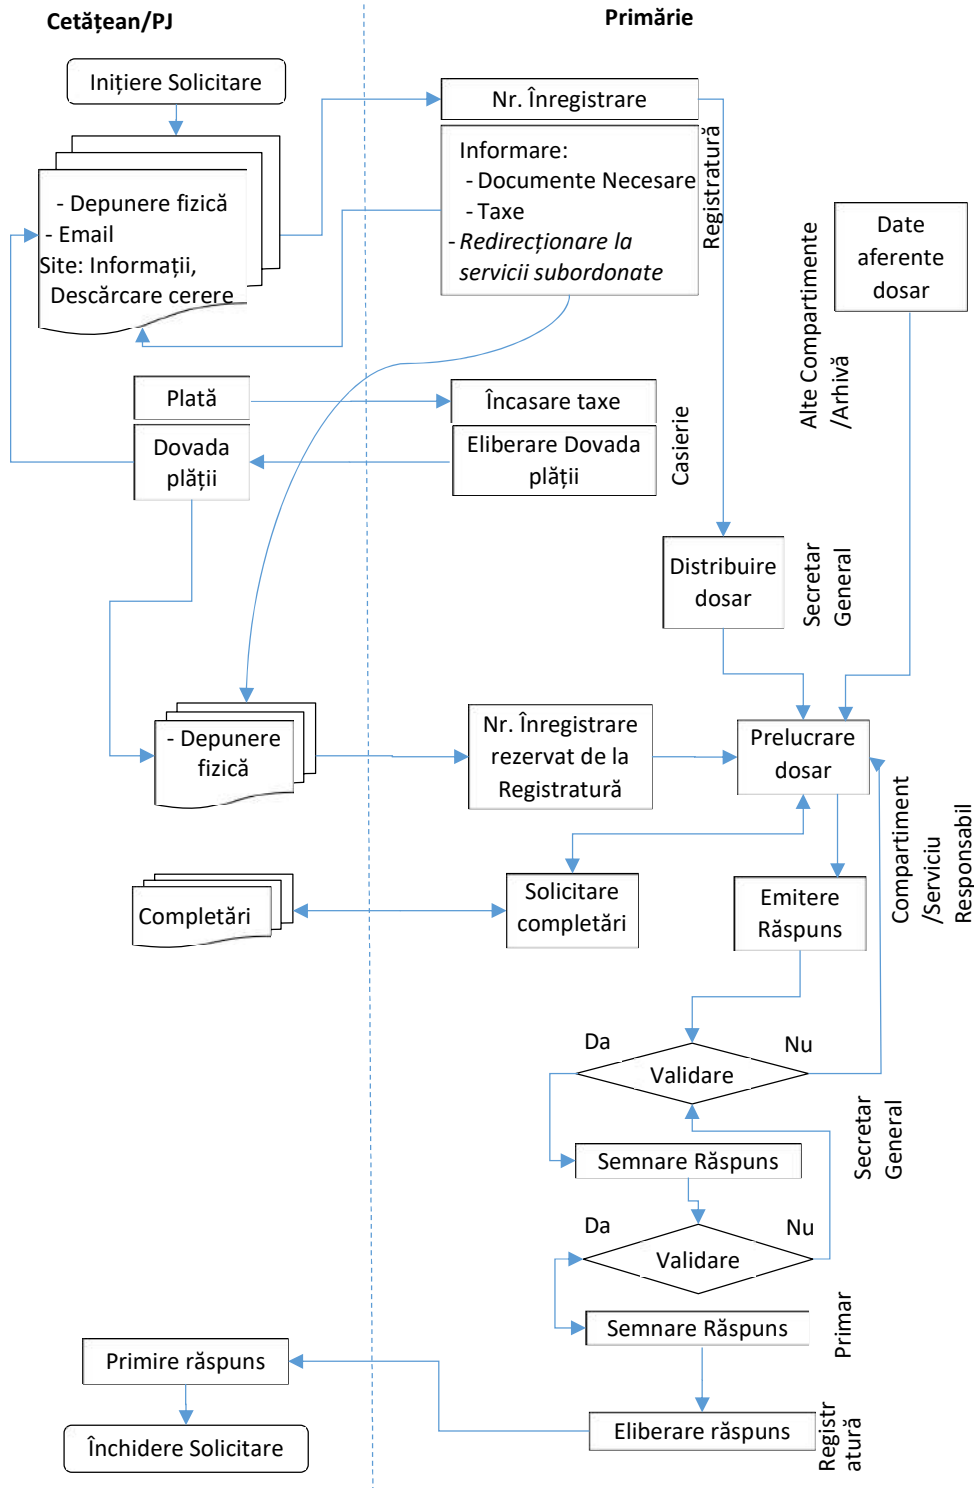 Cetățean/PJ
Primărie
Inițiere Solicitare
Nr. Înregistrare
Registratură
- Depunere fizică
- Email
Site: Informații,
Descărcare cerere
Informare:
- Documente Necesare
- Taxe
- Redirecționare la
servicii subordonate
Date
aferente
dosar
Alte Compartimente
/Arhivă
Plată
Încasare taxe
Dovada
plății
Eliberare Dovada
plății
Casierie
Distribuire
dosar
Secretar
General
- Depunere
fizică
Nr. Înregistrare
rezervat de la
Registratură
Prelucrare
dosar
Compartiment
/Serviciu
Responsabil
Completări
Solicitare
completări
Emitere
Răspuns
Da
Nu
Validare
Secretar
General
Semnare Răspuns
Da
Nu
Validare
Semnare Răspuns
Primar
Primire răspuns
Eliberare răspuns
Registr
atură
Închidere Solicitare